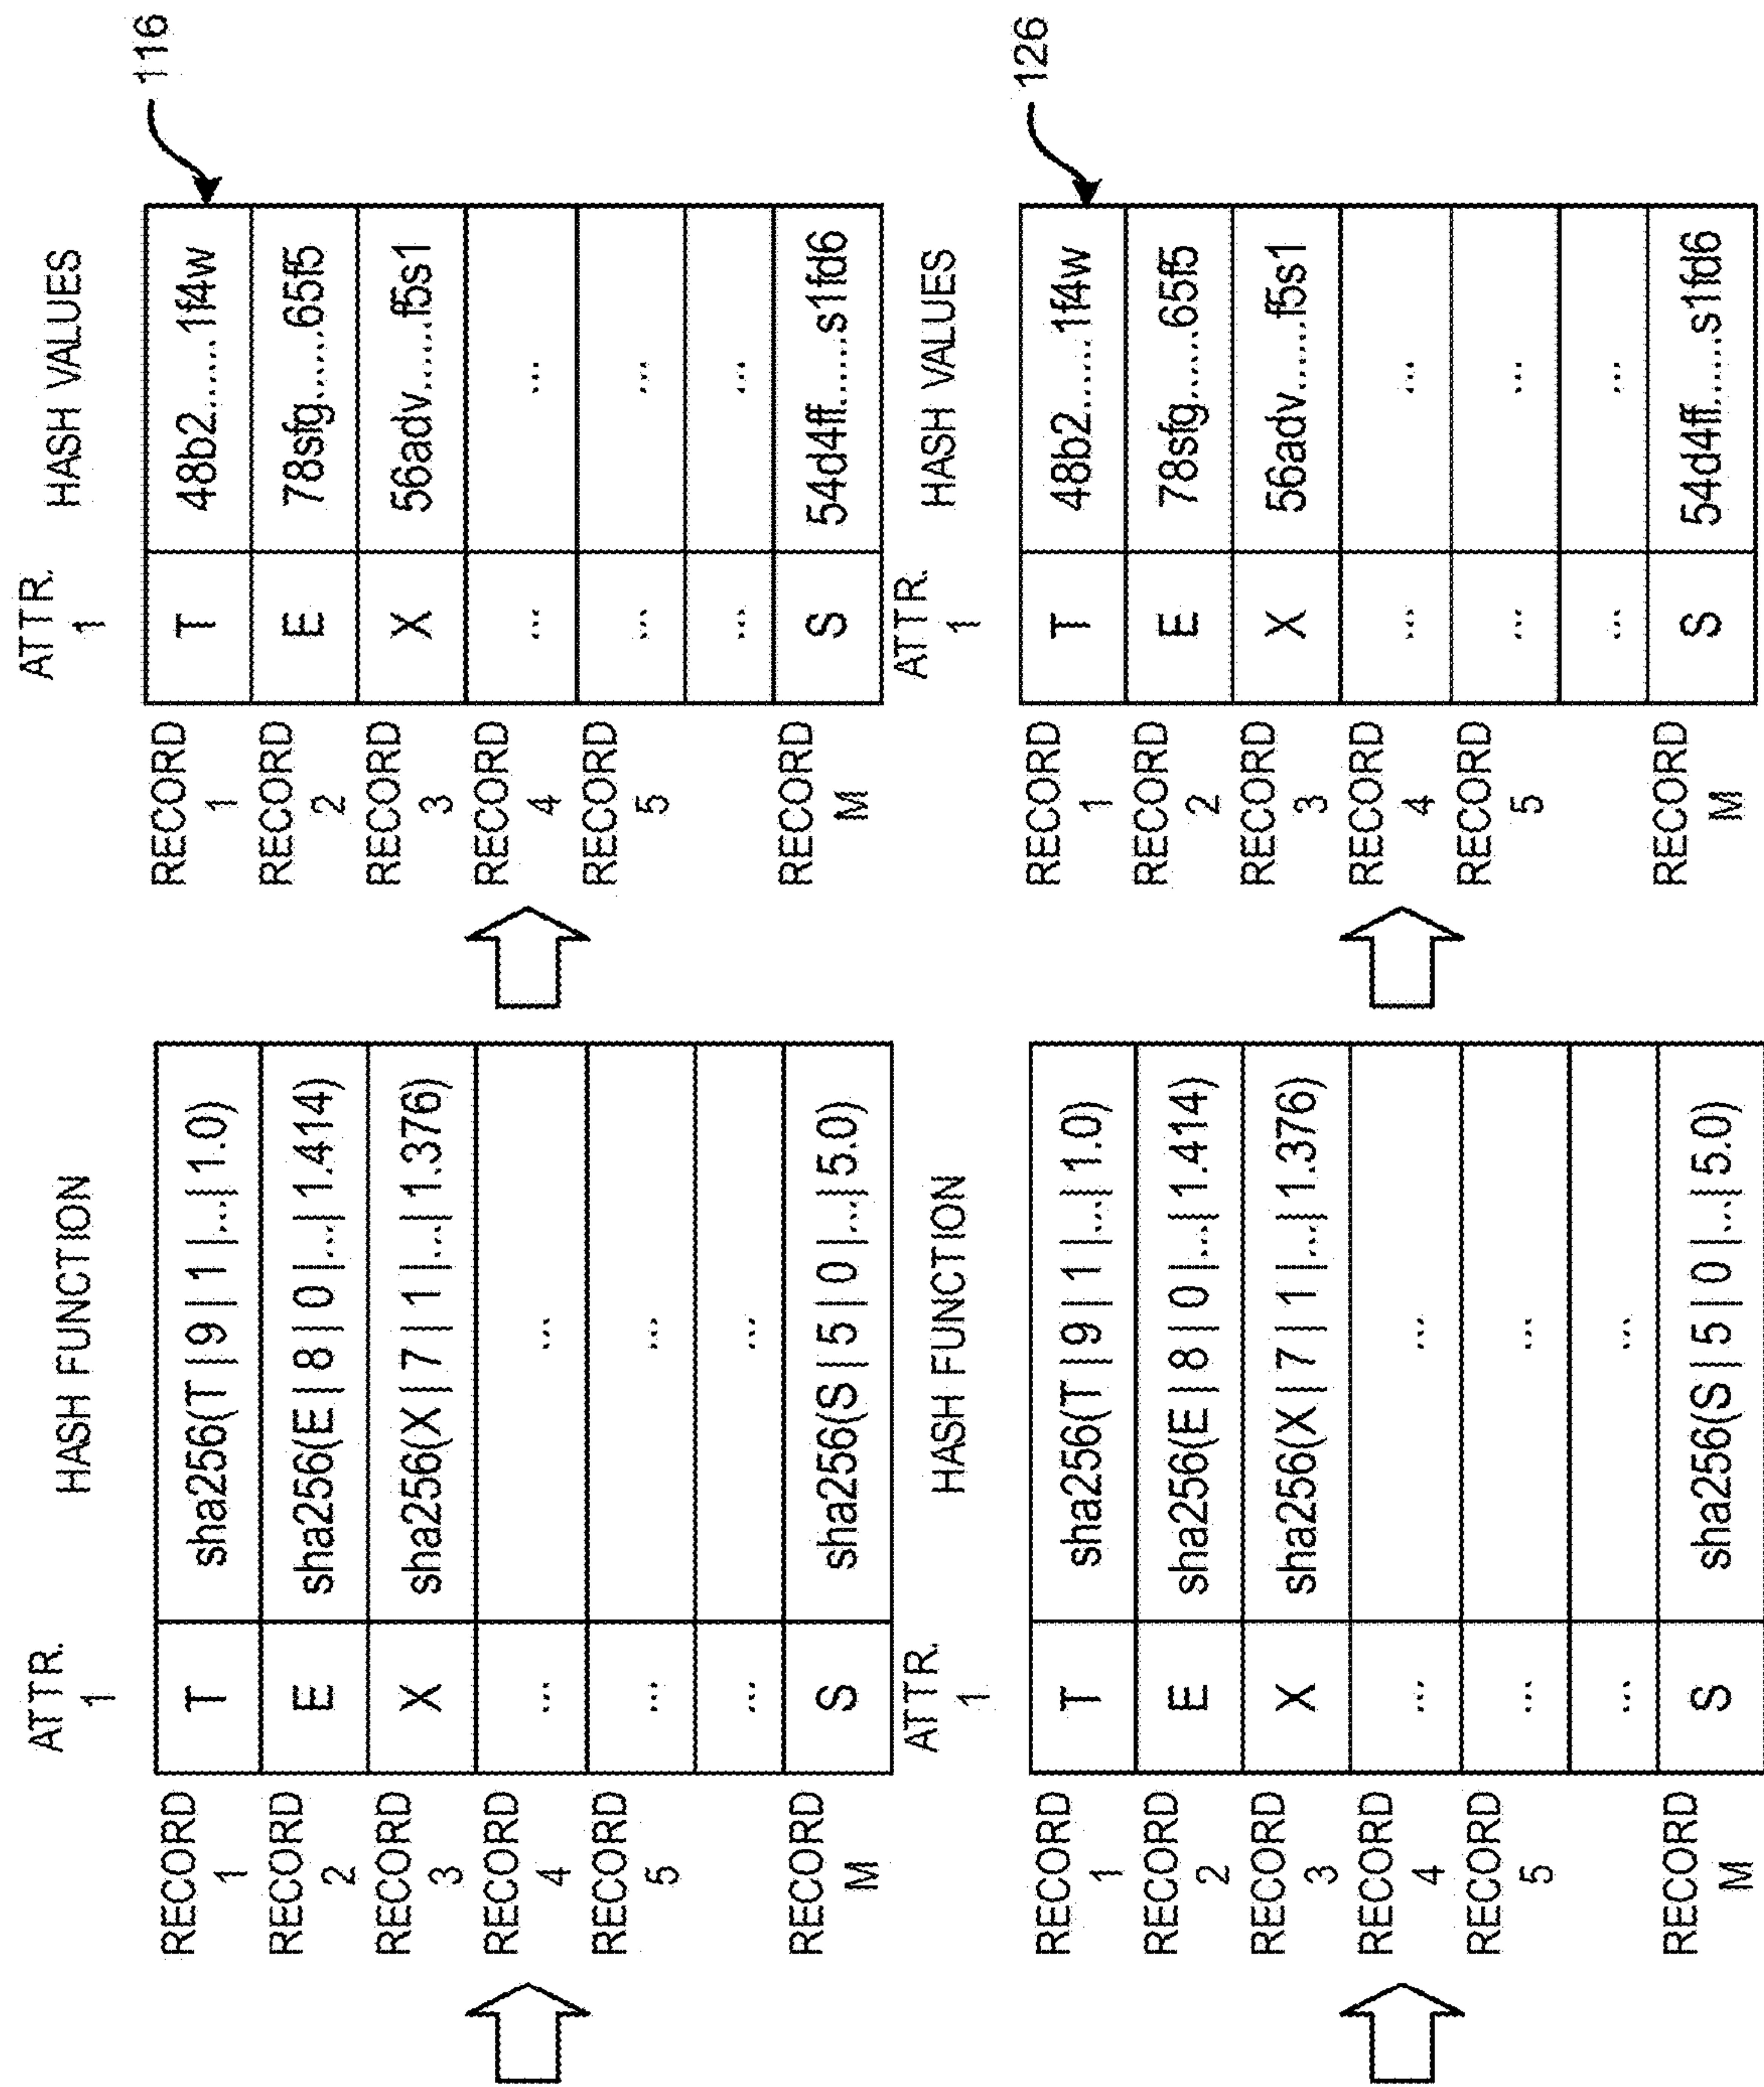 ATTR.
1
HASH FUNCTION
RECORD
1
T
sha256(T | 9 | 1 |...| 1.0)
RECORD
2
E
sha256(E | 8 | 0 |...| 1.414)
RECORD
3
X
sha256(X | 7 | 1 |...| 1.376)
RECORD
4
... ...
RECORD
5
... ...
... ...
RECORD
M
S
sha256(S | 5 | 0 |...| 5.0)
ATTR.
1
HASH VALUES
116
RECORD
1
T
48b2......1f4w
RECORD
2
E
78sfg......65f5
RECORD
3
X
56adv......f5s1
RECORD
4
... ...
RECORD
5
... ...
... ...
RECORD
M
S
54d4ff......s1fd6
ATTR.
1
HASH FUNCTION
RECORD
1
T
sha256(T | 9 | 1 |...| 1.0)
RECORD
2
E
sha256(E | 8 | 0 |...| 1.414)
RECORD
3
X
sha256(X | 7 | 1 |...| 1.376)
RECORD
4
... ...
RECORD
5
... ...
... ...
RECORD
M
S
sha256(S | 5 | 0 |...| 5.0)
ATTR.
1
HASH VALUES
126
RECORD
1
T
48b2......1f4w
RECORD
2
E
78sfg......65f5
RECORD
3
X
56adv......f5s1
RECORD
4
... ...
RECORD
5
... ...
... ...
RECORD
M
S
54d4ff......s1fd6